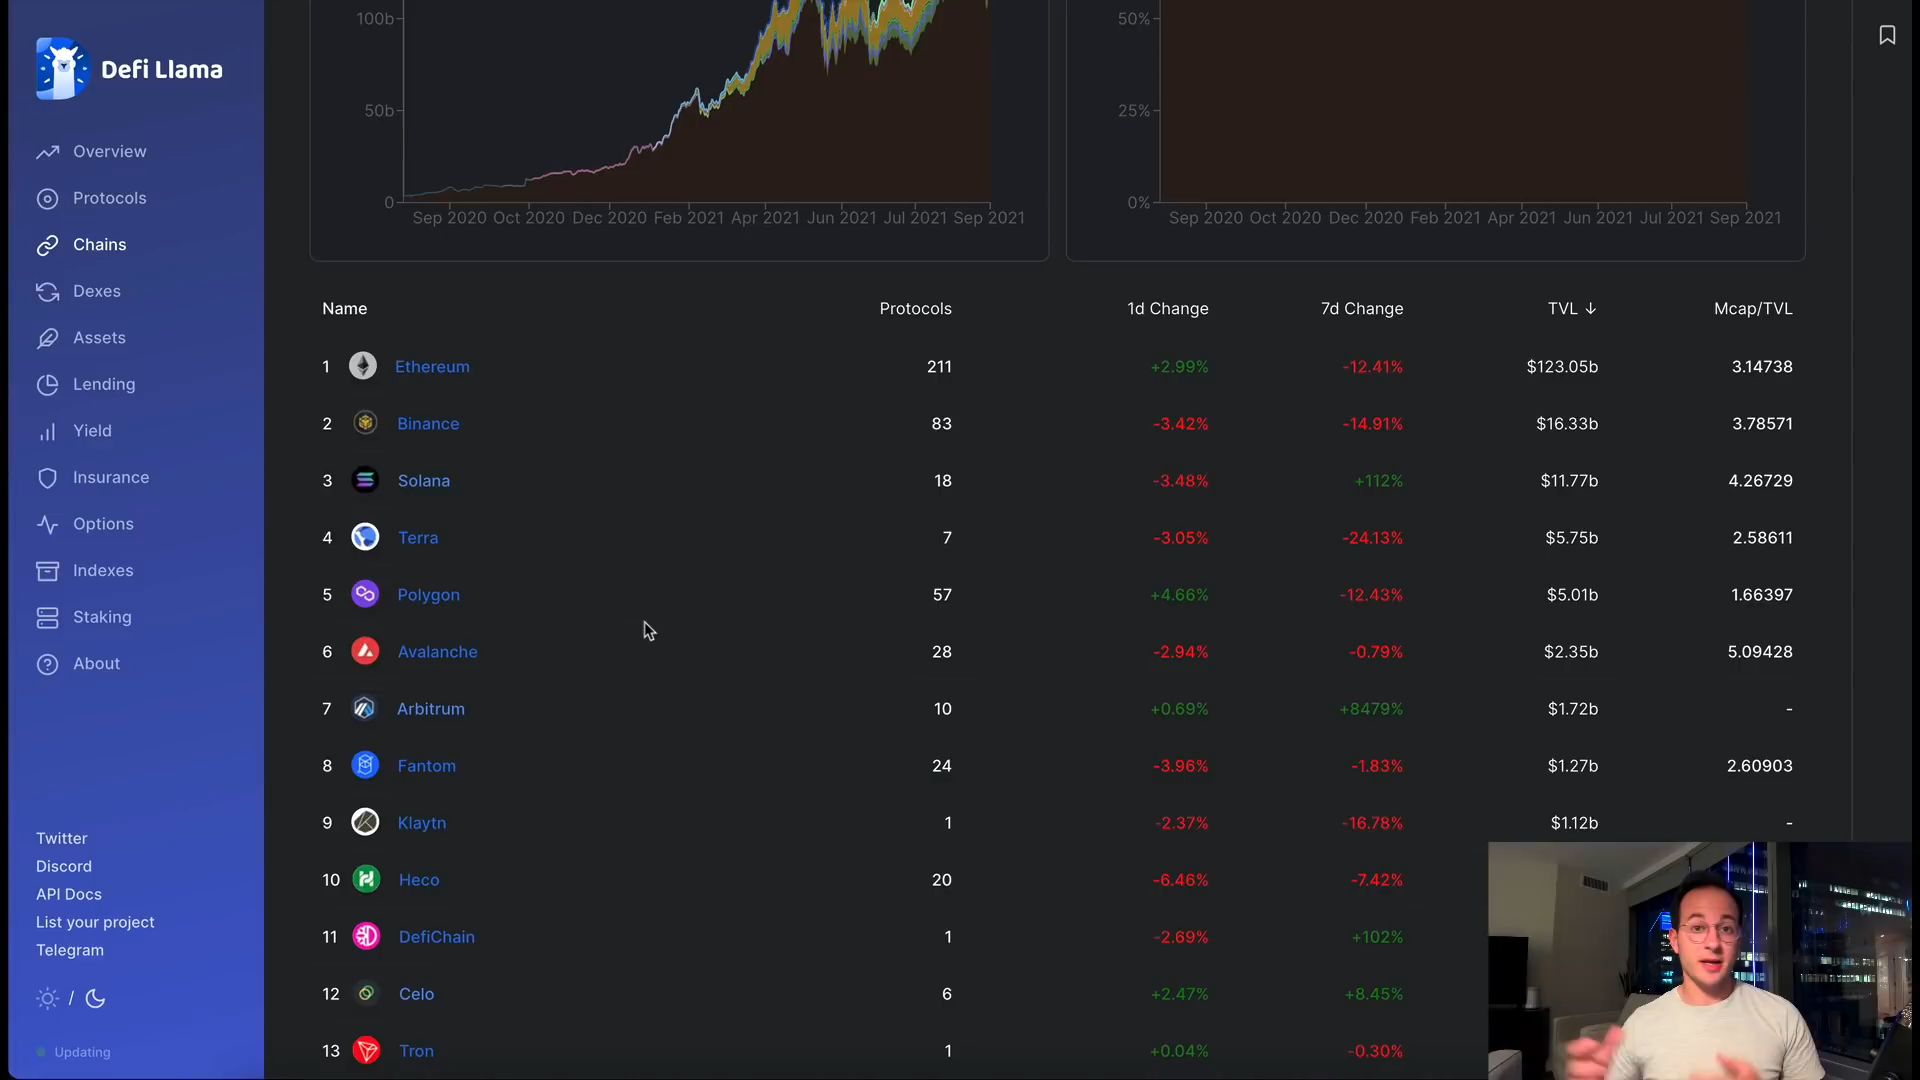 Defi Llama
Overview
Protocols
Chains
Dexes
Assets
Lending
Yield
Insurance
Options
Indexes
Staking
About
Twitter
Discord
API Docs
List your project
Telegram
/
Updating
100b
50b
0
Sep 2020 Oct 2020 Dec 2020 Feb 2021 Apr 2021 Jun 2021 Jul 2021 Sep 2021
50%
25%
0%
Sep 2020 Oct 2020 Dec 2020 Feb 2021 Apr 2021 Jun 2021 Jul 2021 Sep 2021
Name Protocols 1d Change 7d Change TVL ↓ Mcap/TVL
1 Ethereum 211 +2.99% -12.41% $123.05b 3.14738
2 Binance 83 -3.42% -14.91% $16.33b 3.78571
3 Solana 18 -3.48% +112% $11.77b 4.26729
4 Terra 7 -3.05% -24.13% $5.75b 2.58611
5 Polygon 57 +4.66% -12.43% $5.01b 1.66397
6 Avalanche 28 -2.94% -0.79% $2.35b 5.09428
7 Arbitrum 10 +0.69% +8479% $1.72b -
8 Fantom 24 -3.96% -1.83% $1.27b 2.60903
9 Klaytn 1 -2.37% -16.78% $1.12b -
10 Heco 20 -6.46% -7.42%
11 DefiChain 1 -2.69% +102%
12 Celo 6 +2.47% +8.45%
13 Tron 1 +0.04% -0.30%